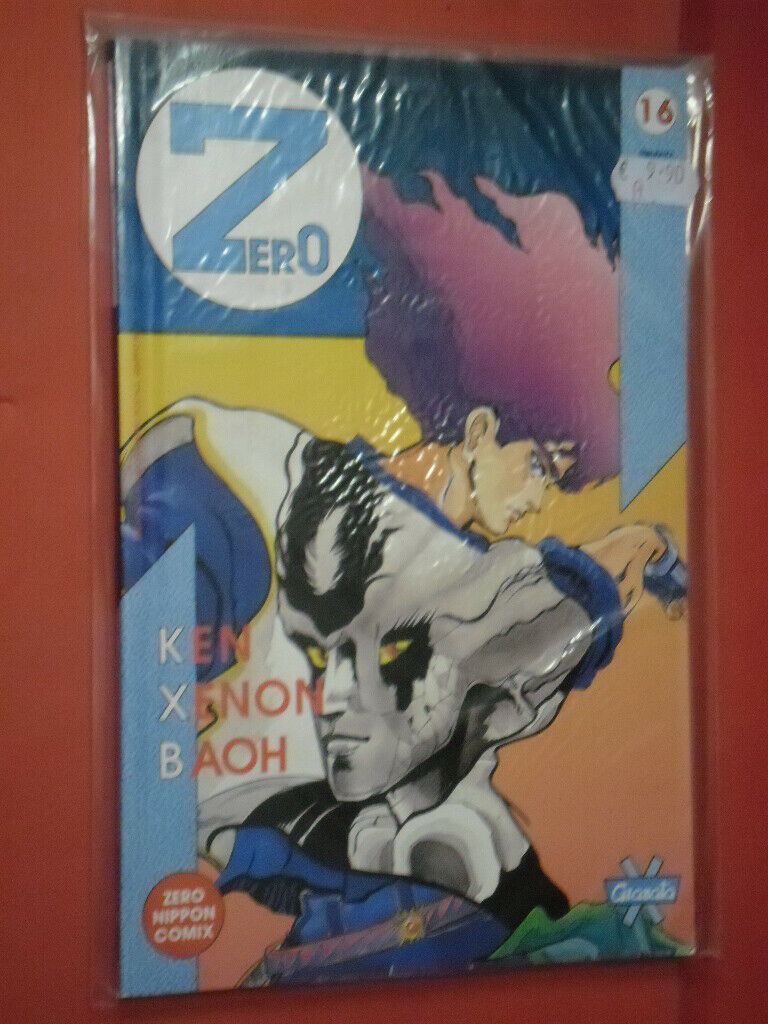 ZERO
16
€ 9.90
KEN
XENON
BAOH
ZERO
NIPPON
COMIX
Granata